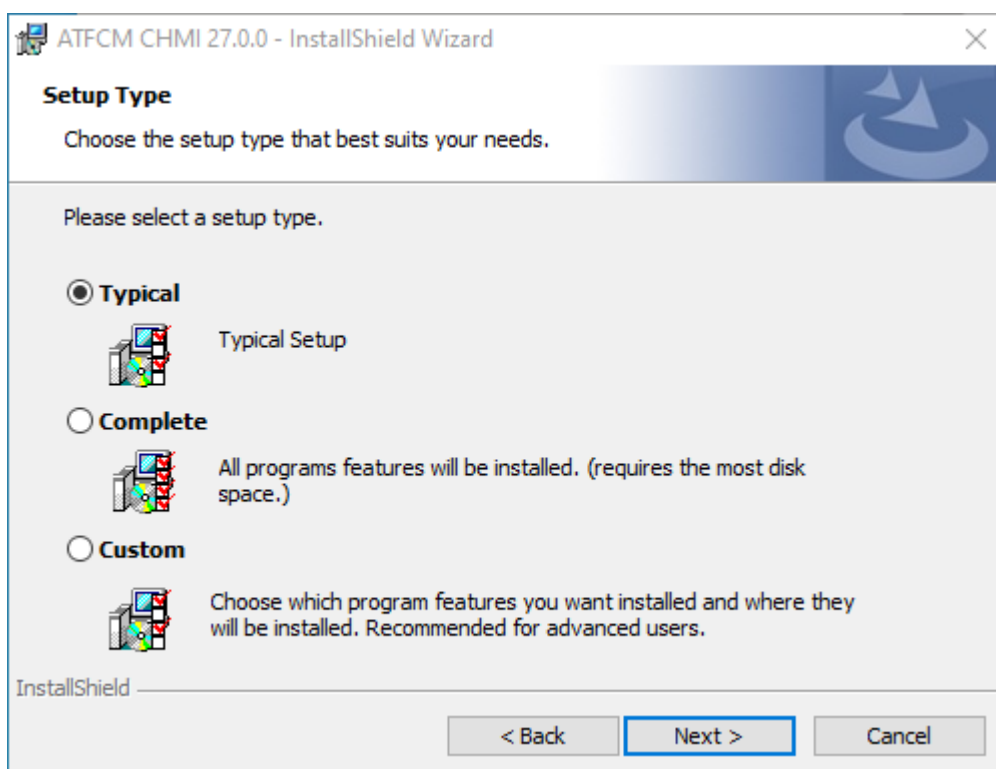 ATFCM CHMI 27.0.0 - InstallShield Wizard
Setup Type
Choose the setup type that best suits your needs.
Please select a setup type.
Typical
Typical Setup
Complete
All programs features will be installed. (requires the most disk
space.)
Custom
Choose which program features you want installed and where they
will be installed. Recommended for advanced users.
InstallShield
< Back
Next >
Cancel